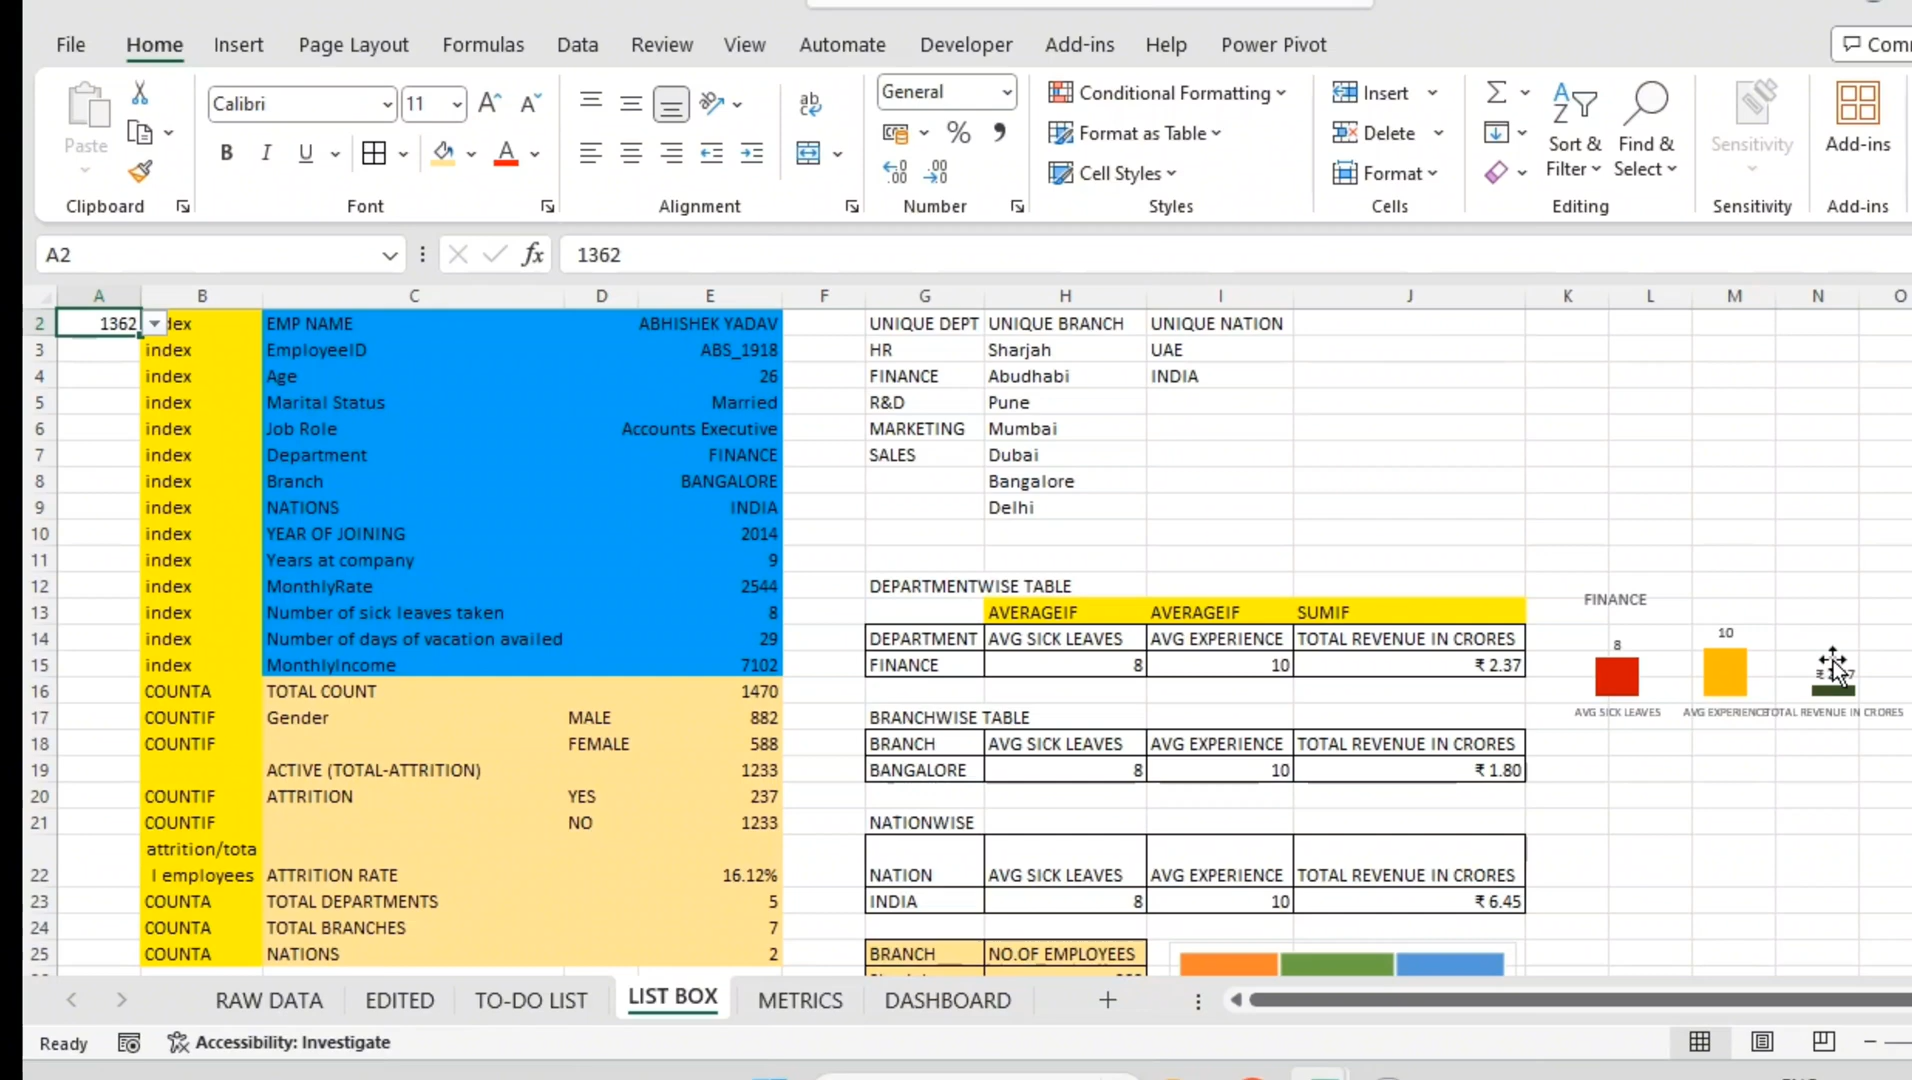 File Home Insert Page Layout Formulas Data Review View Automate Developer Add-ins Help Power Pivot Comm
Calibri 11 General Conditional Formatting Insert
Paste B I U Format as Table Delete Sort & Find & Sensitivity Add-ins
Cell Styles Format Filter Select
Clipboard Font Alignment Number Styles Cells Editing Sensitivity Add-ins
A2 fx 1362
A B C D E F G H I J K L M N O
2 1362 dex EMP NAME ABHISHEK YADAV UNIQUE DEPT UNIQUE BRANCH UNIQUE NATION
3 index EmployeeID ABS_1918 HR Sharjah UAE
4 index Age 26 FINANCE Abudhabi INDIA
5 index Marital Status Married R&D Pune
6 index Job Role Accounts Executive MARKETING Mumbai
7 index Department FINANCE SALES Dubai
8 index Branch BANGALORE Bangalore
9 index NATIONS INDIA Delhi
10 index YEAR OF JOINING 2014
11 index Years at company 9
12 index MonthlyRate 2544 DEPARTMENTWISE TABLE
13 index Number of sick leaves taken 8 AVERAGEIF AVERAGEIF SUMIF FINANCE
14 index Number of days of vacation availed 29 DEPARTMENT AVG SICK LEAVES AVG EXPERIENCE TOTAL REVENUE IN CRORES 8 10
15 index MonthlyIncome 7102 FINANCE 8 10 ₹ 2.37
16 COUNTA TOTAL COUNT 1470 AVG SICK LEAVES AVG EXPERIENCE TOTAL REVENUE IN CRORES
17 COUNTIF Gender MALE 882 BRANCHWISE TABLE
18 COUNTIF FEMALE 588 BRANCH AVG SICK LEAVES AVG EXPERIENCE TOTAL REVENUE IN CRORES
19 ACTIVE (TOTAL-ATTRITION) 1233 BANGALORE 8 10 ₹ 1.80
20 COUNTIF ATTRITION YES 237
21 COUNTIF NO 1233 NATIONWISE
attrition/tota
22 l employees ATTRITION RATE 16.12% NATION AVG SICK LEAVES AVG EXPERIENCE TOTAL REVENUE IN CRORES
23 COUNTA TOTAL DEPARTMENTS 5 INDIA 8 10 ₹ 6.45
24 COUNTA TOTAL BRANCHES 7
25 COUNTA NATIONS 2 BRANCH NO.OF EMPLOYEES
RAW DATA EDITED TO-DO LIST LIST BOX METRICS DASHBOARD
Ready Accessibility: Investigate